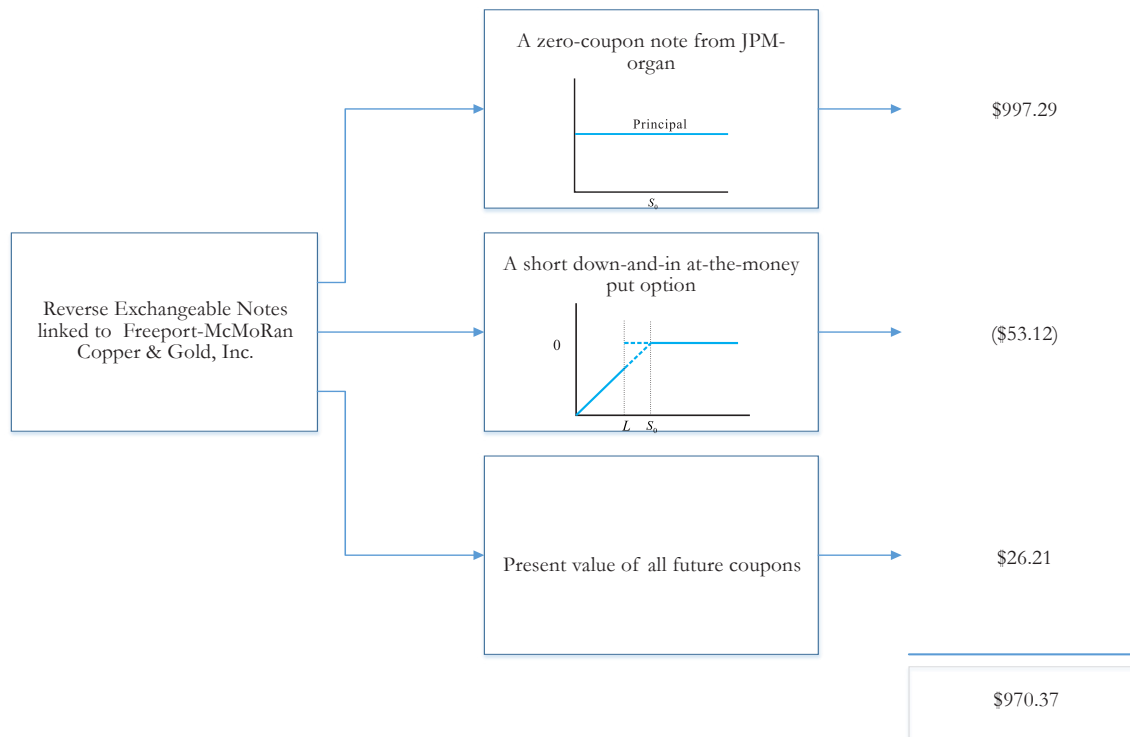 A zero-coupon note from JPM-
organ
Principal
S₀
$997.29
Reverse Exchangeable Notes
linked to Freeport-McMoRan
Copper & Gold, Inc.
A short down-and-in at-the-money
put option
0
L S₀
($53.12)
Present value of all future coupons
$26.21
$970.37